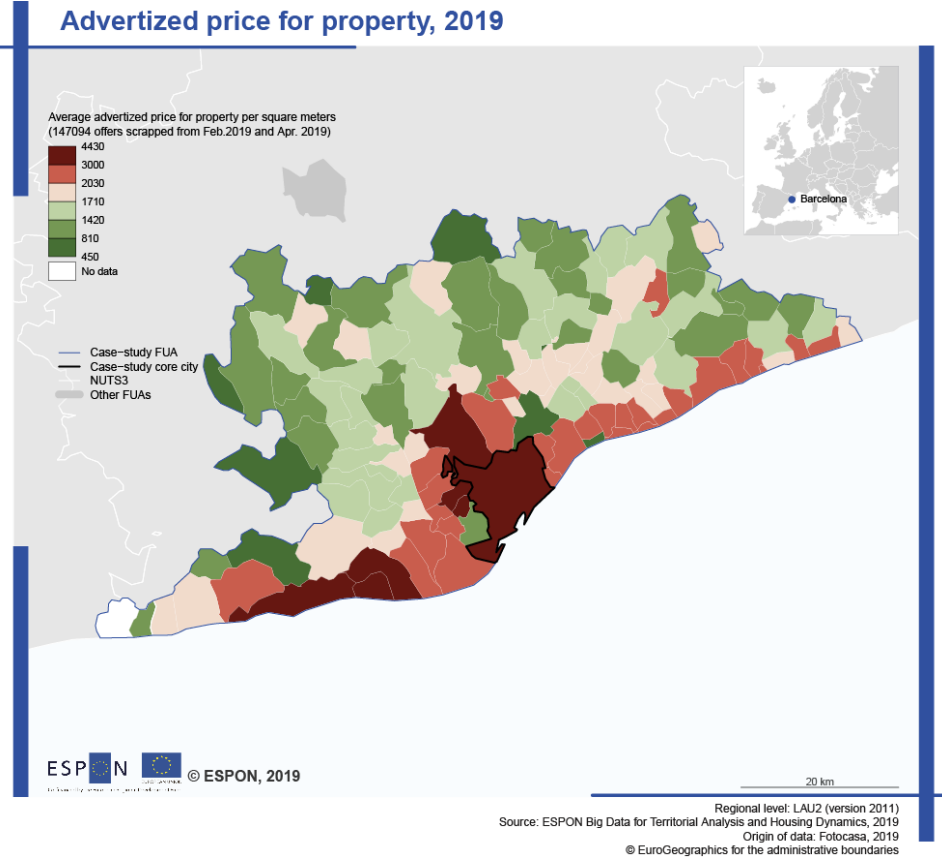 Advertized price for property, 2019
Average advertized price for property per square meters
(147094 offers scrapped from Feb.2019 and Apr. 2019)
4430
3000
2030
1710
1420
810
450
No data
Barcelona
Case-study FUA
Case-study core city
NUTS3
Other FUAs
ESPON
© ESPON, 2019
20 km
Regional level: LAU2 (version 2011)
Source: ESPON Big Data for Territorial Analysis and Housing Dynamics, 2019
Origin of data: Fotocasa, 2019
© EuroGeographics for the administrative boundaries